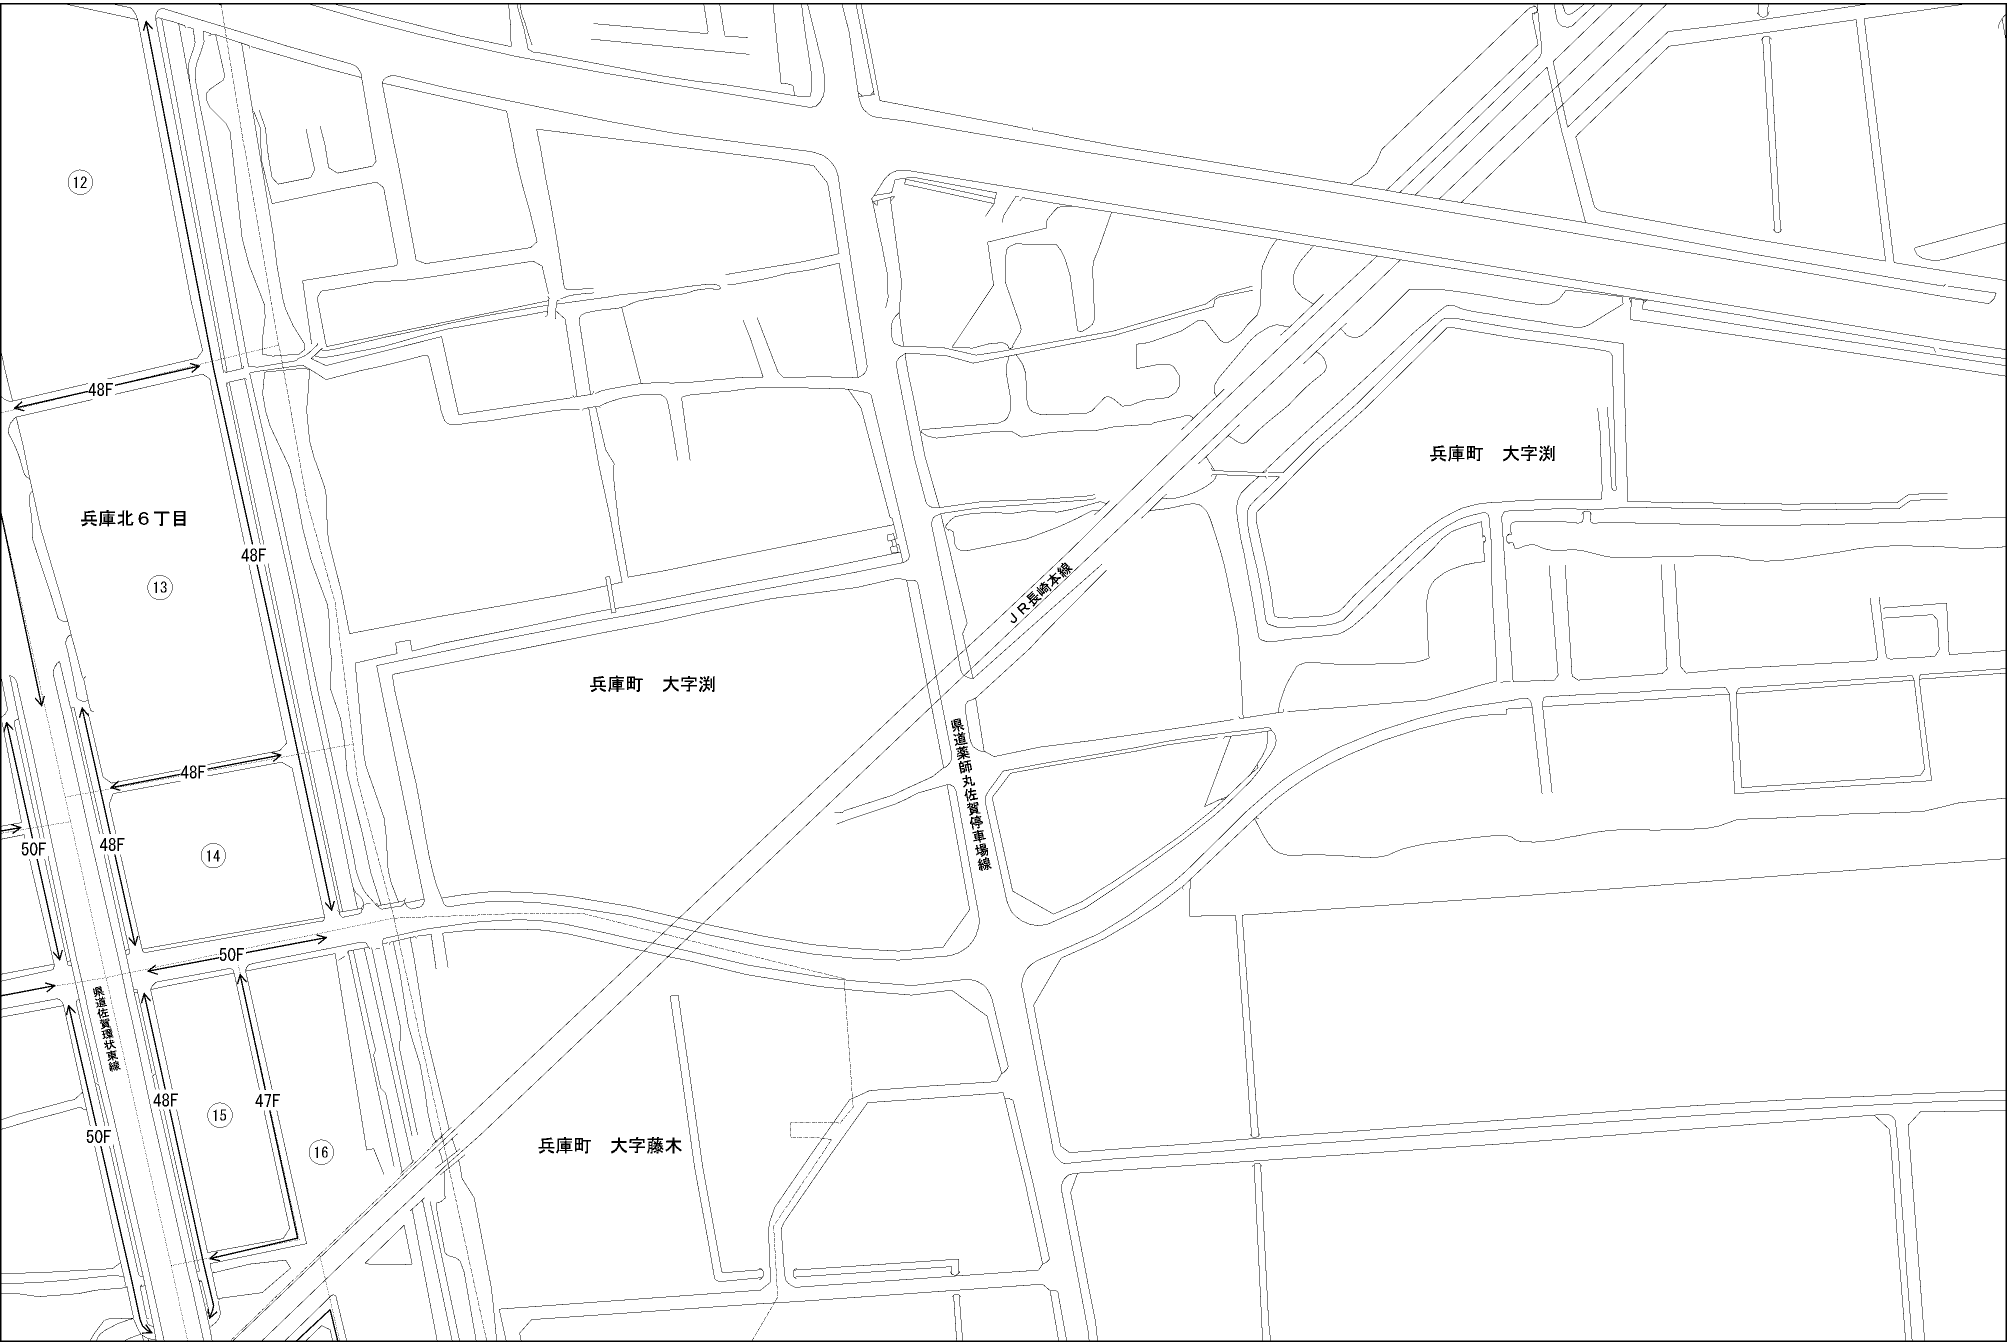 ⑫
48F
兵庫町　大字渕
兵庫北６丁目
48F
⑬
ＪＲ長崎本線
兵庫町　大字渕
県道薬師丸佐賀停車場線
48F
50F
48F
⑭
50F
県道佐賀環状東線
48F
⑮
47F
50F
⑯
兵庫町　大字藤木